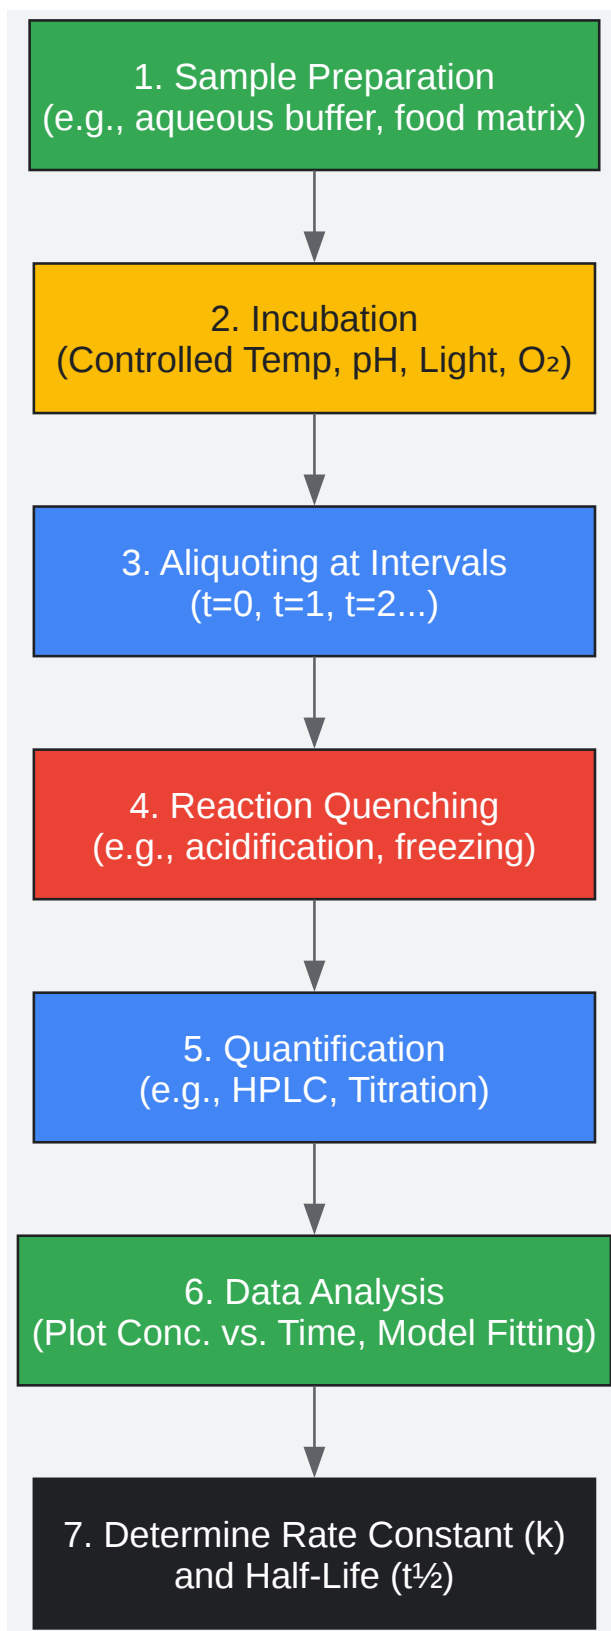 1. Sample Preparation
(e.g., aqueous buffer, food matrix)
2. Incubation
(Controlled Temp, pH, Light, O₂)
3. Aliquoting at Intervals
(t=0, t=1, t=2...)
4. Reaction Quenching
(e.g., acidification, freezing)
5. Quantification
(e.g., HPLC, Titration)
6. Data Analysis
(Plot Conc. vs. Time, Model Fitting)
7. Determine Rate Constant (k)
and Half-Life (t½)